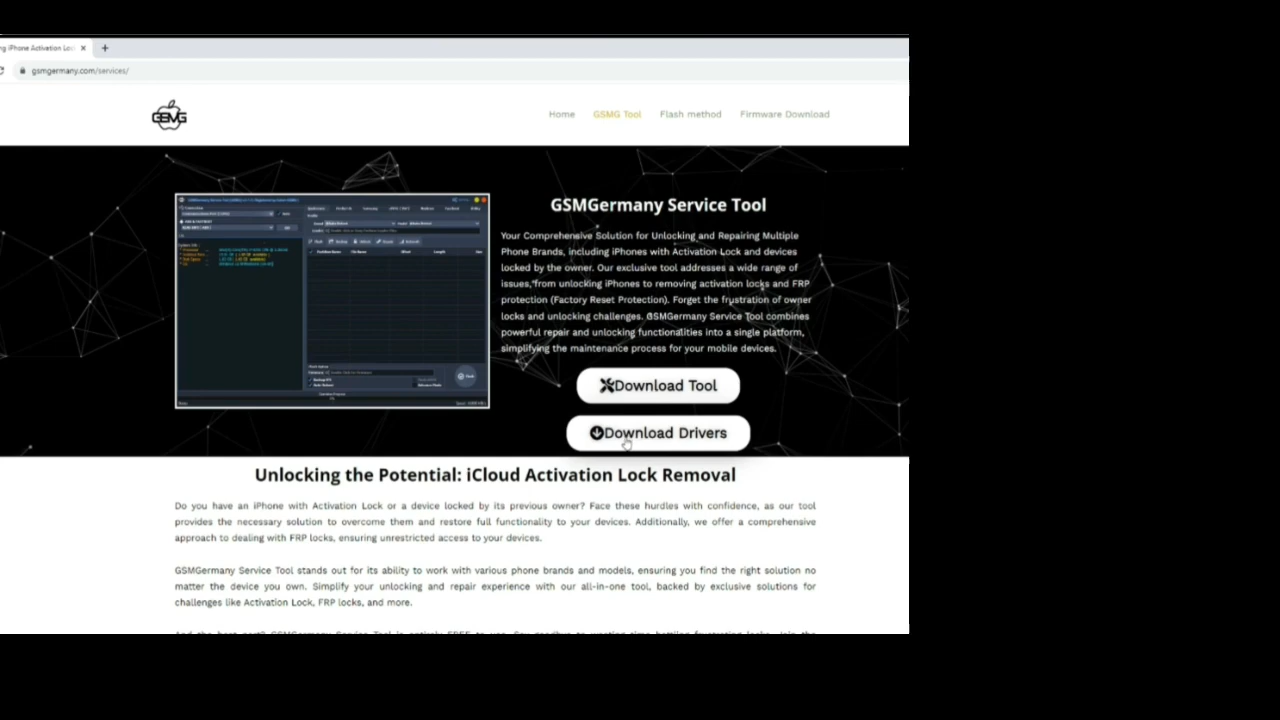 ng iPhone Activation Loc
gsmgermany.com/services/
GSMG
Home GSMG Tool Flash method Firmware Download
GSMGermany Service Tool
Your Comprehensive Solution for Unlocking and Repairing Multiple
Phone Brands, including iPhones with Activation Lock and devices
locked by the owner. Our exclusive tool addresses a wide range of
issues, from unlocking iPhones to removing activation locks and FRP
protection (Factory Reset Protection). Forget the frustration of owner
locks and unlocking challenges. GSMGermany Service Tool combines
powerful repair and unlocking functionalities into a single platform,
simplifying the maintenance process for your mobile devices.
Download Tool
Download Drivers
Unlocking the Potential: iCloud Activation Lock Removal
Do you have an iPhone with Activation Lock or a device locked by its previous owner? Face these hurdles with confidence, as our tool
provides the necessary solution to overcome them and restore full functionality to your devices. Additionally, we offer a comprehensive
approach to dealing with FRP locks, ensuring unrestricted access to your devices.
GSMGermany Service Tool stands out for its ability to work with various phone brands and models, ensuring you find the right solution no
matter the device you own. Simplify your unlocking and repair experience with our all-in-one tool, backed by exclusive solutions for
challenges like Activation Lock, FRP locks, and more.